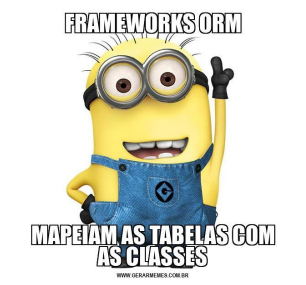 FRAMEWORKS ORM
MAPEIAM AS TABELAS COM
AS CLASSES
WWW.GERARMEMES.COM.BR